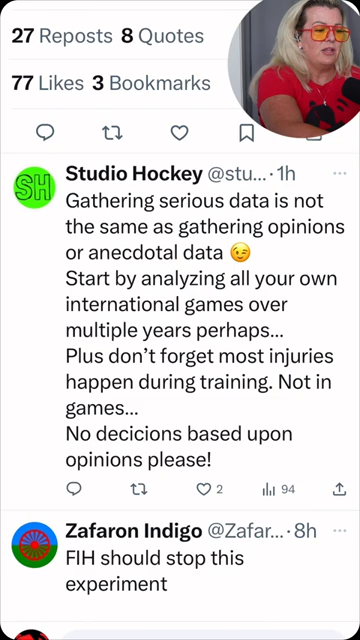 27 Reposts 8 Quotes
77 Likes 3 Bookmarks
SH
Studio Hockey @stu... · 1h
Gathering serious data is not
the same as gathering opinions
or anecdotal data 😉
Start by analyzing all your own
international games over
multiple years perhaps...
Plus don't forget most injuries
happen during training. Not in
games...
No decicions based upon
opinions please!
2
94
Zafaron Indigo @Zafar... · 8h
FIH should stop this
experiment